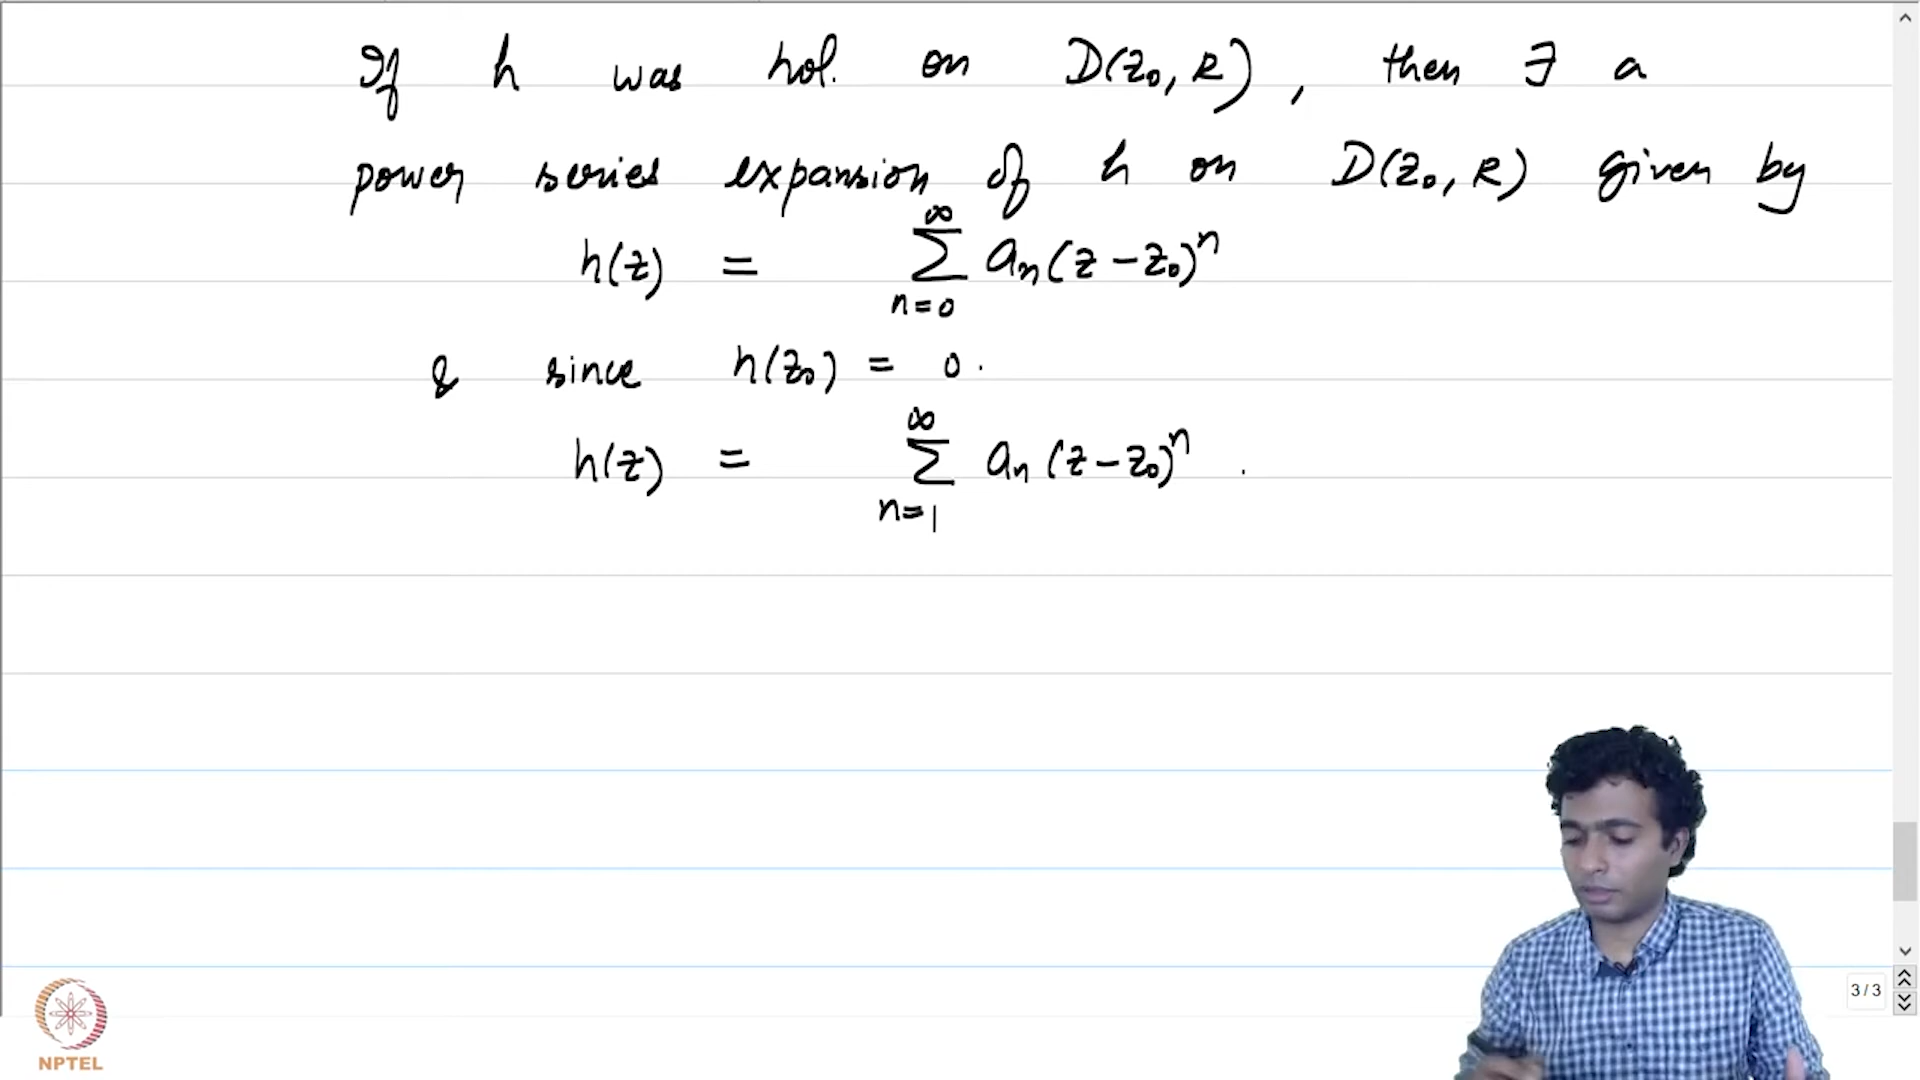 If h was hol. on D(z₀, R), then ∃ a
power series expansion of h on D(z₀, R) given by
h(z) = ∑_{n=0}^{∞} aₙ(z-z₀)ⁿ
& since h(z₀) = 0.
h(z) = ∑_{n=1}^{∞} aₙ(z-z₀)ⁿ.
3 / 3
NPTEL